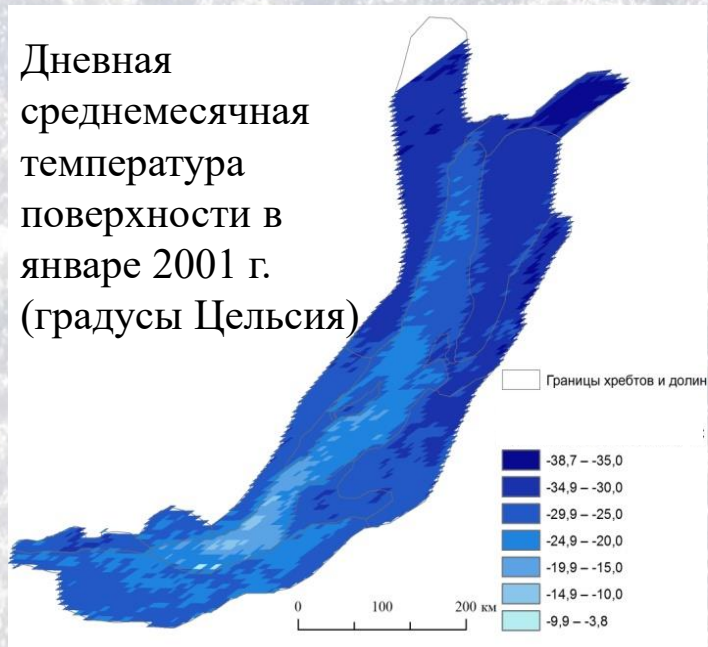 Дневная
среднемесячная
температура
поверхности в
январе 2001 г.
(градусы Цельсия)
Границы хребтов и долин
-38,7 – -35,0
-34,9 – -30,0
-29,9 – -25,0
-24,9 – -20,0
-19,9 – -15,0
-14,9 – -10,0
-9,9 – -3,8
0 100 200 км